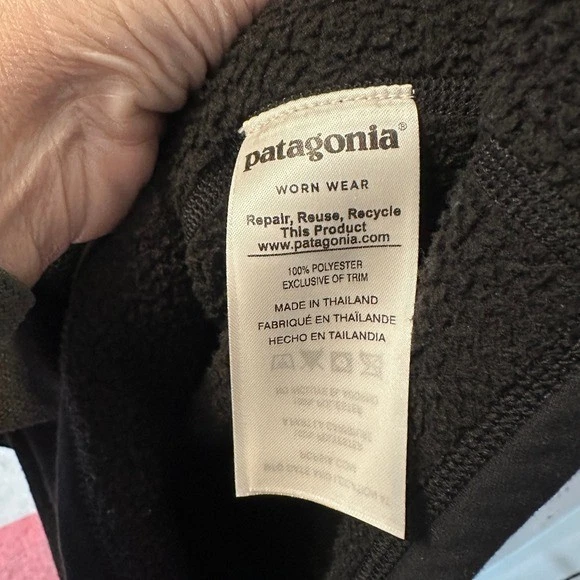 patagonia®
WORN WEAR
Repair, Reuse, Recycle
This Product
www.patagonia.com
100% POLYESTER
EXCLUSIVE OF TRIM
MADE IN THAILAND
FABRIQUÉ EN THAÏLANDE
HECHO EN TAILANDIA